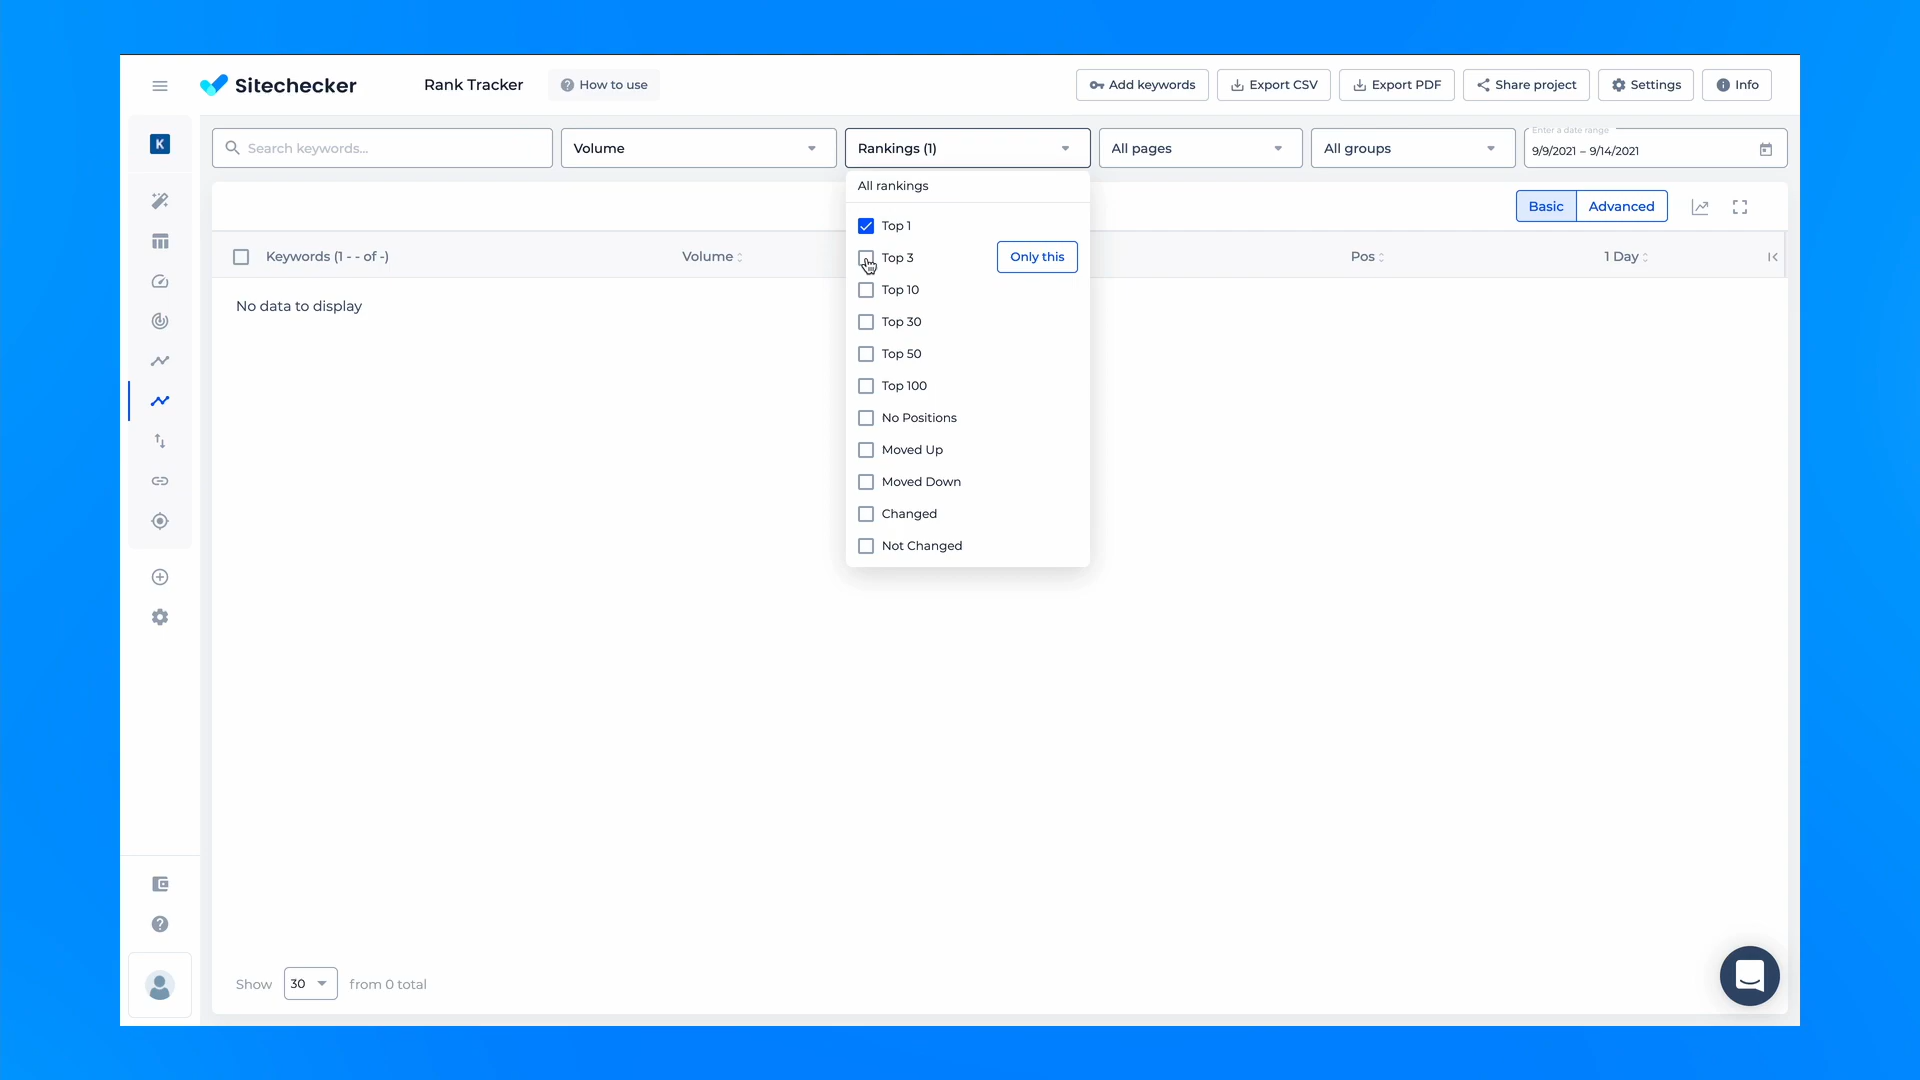 Sitechecker
Rank Tracker
How to use
Add keywords
Export CSV
Export PDF
Share project
Settings
Info
K
Search keywords...
Volume
Rankings (1)
All pages
All groups
Enter a date range
9/9/2021 – 9/14/2021
All rankings
Basic
Advanced
Top 1
Keywords (1 - - of -)
Volume
Top 3
Only this
Pos
1 Day
Top 10
No data to display
Top 30
Top 50
Top 100
No Positions
Moved Up
Moved Down
Changed
Not Changed
Show 30 from 0 total